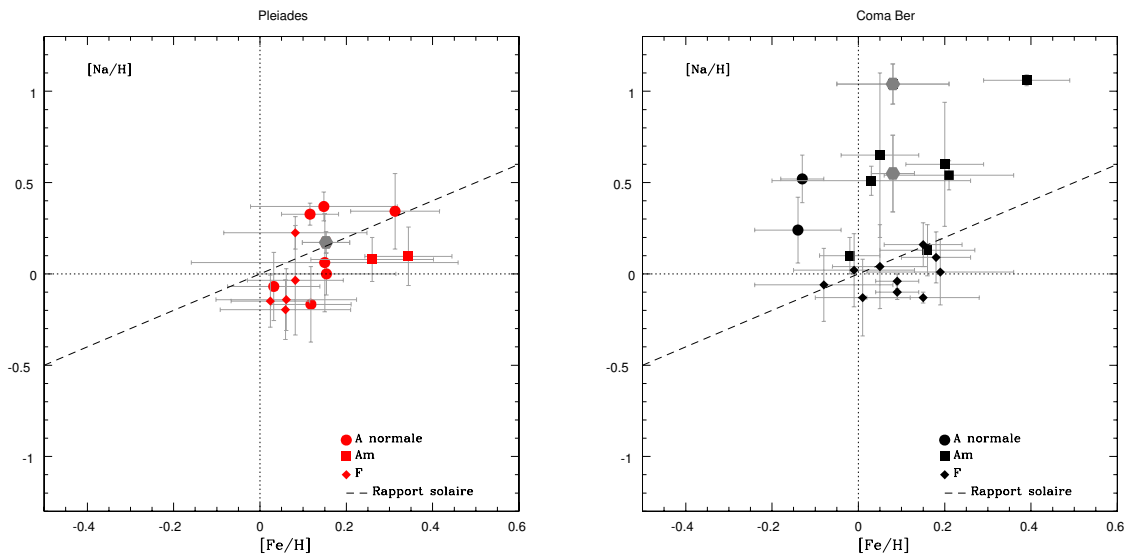 Pleiades
[Na/H]
1
0.5
0
-0.5
-1
A normale
Am
F
Rapport solaire
-0.4
-0.2
0
0.2
0.4
0.6
[Fe/H]
Coma Ber
[Na/H]
1
0.5
0
-0.5
-1
A normale
Am
F
Rapport solaire
-0.4
-0.2
0
0.2
0.4
0.6
[Fe/H]